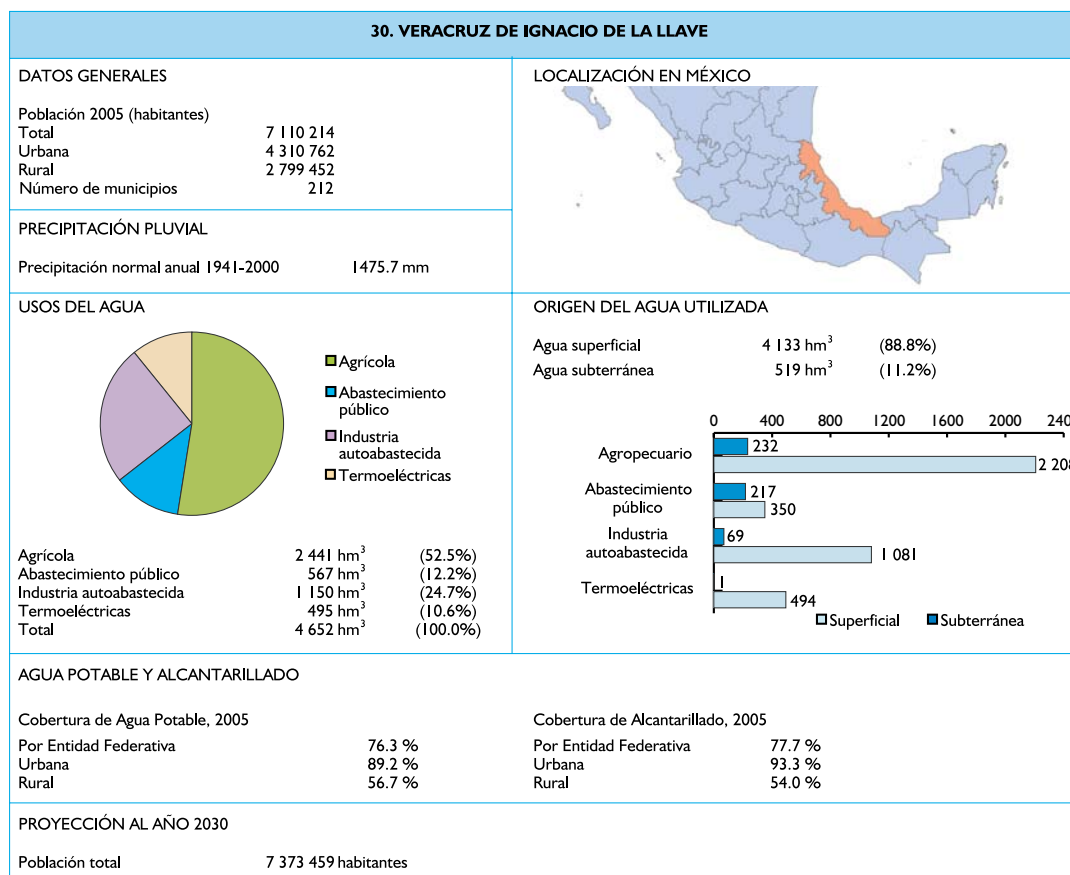 30. VERACRUZ DE IGNACIO DE LA LLAVE
DATOS GENERALES
Población 2005 (habitantes)
Total 7 110 214
Urbana 4 310 762
Rural 2 799 452
Número de municipios 212
LOCALIZACIÓN EN MÉXICO
PRECIPITACIÓN PLUVIAL
Precipitación normal anual 1941-2000 1475.7 mm
USOS DEL AGUA
Agrícola
Abastecimiento
público
Industria
autoabastecida
Termoeléctricas
Agrícola 2 441 hm³ (52.5%)
Abastecimiento público 567 hm³ (12.2%)
Industria autoabastecida 1 150 hm³ (24.7%)
Termoeléctricas 495 hm³ (10.6%)
Total 4 652 hm³ (100.0%)
ORIGEN DEL AGUA UTILIZADA
Agua superficial 4 133 hm³ (88.8%)
Agua subterránea 519 hm³ (11.2%)
0 400 800 1200 1600 2000 240
Agropecuario
232
2 208
Abastecimiento
público
217
350
Industria
autoabastecida
69
1 081
Termoeléctricas
1
494
Superficial Subterránea
AGUA POTABLE Y ALCANTARILLADO
Cobertura de Agua Potable, 2005
Por Entidad Federativa 76.3 %
Urbana 89.2 %
Rural 56.7 %
Cobertura de Alcantarillado, 2005
Por Entidad Federativa 77.7 %
Urbana 93.3 %
Rural 54.0 %
PROYECCIÓN AL AÑO 2030
Población total 7 373 459 habitantes